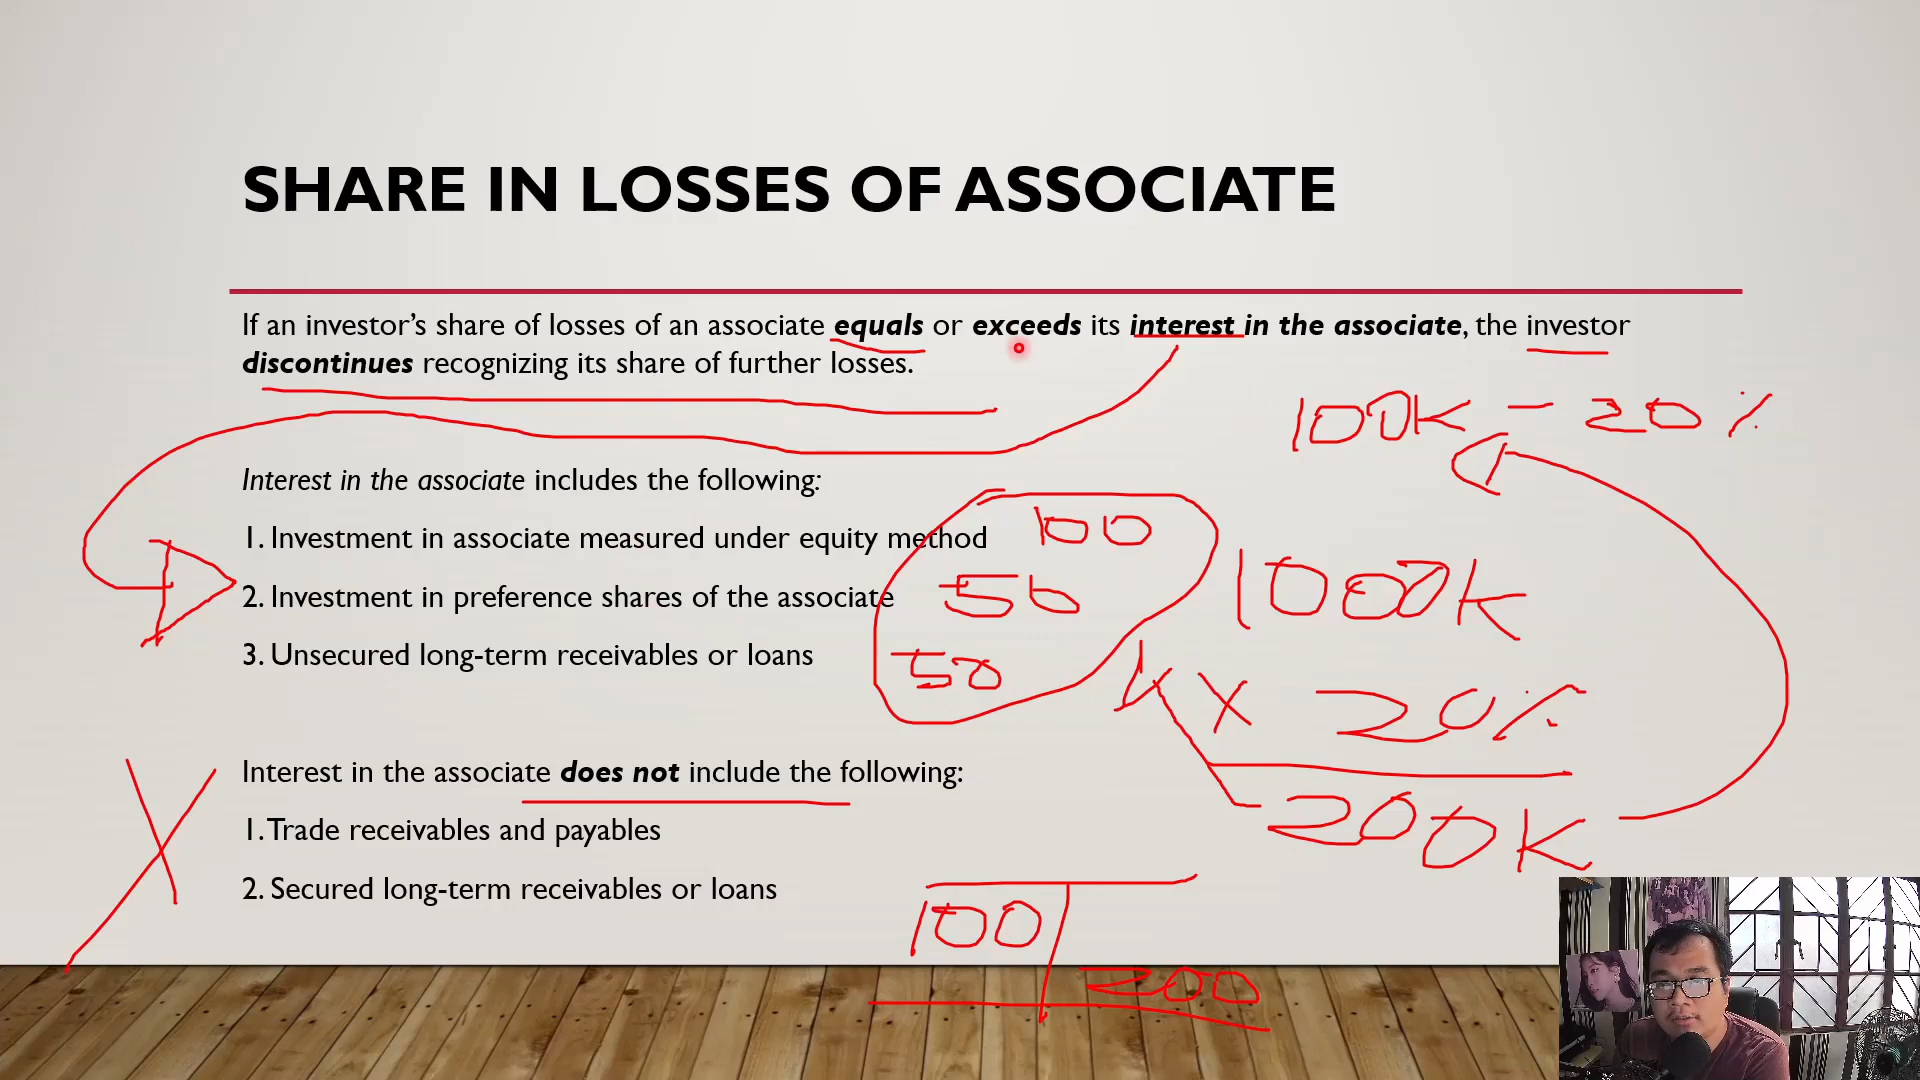 SHARE IN LOSSES OF ASSOCIATE
If an investor’s share of losses of an associate equals or exceeds its interest in the associate, the investor
discontinues recognizing its share of further losses.
100K - 20%
Interest in the associate includes the following:
1. Investment in associate measured under equity method
100
2. Investment in preference shares of the associate
50
1000K
3. Unsecured long-term receivables or loans
50
X 20%
Interest in the associate does not include the following:
200K
1. Trade receivables and payables
2. Secured long-term receivables or loans
100
200